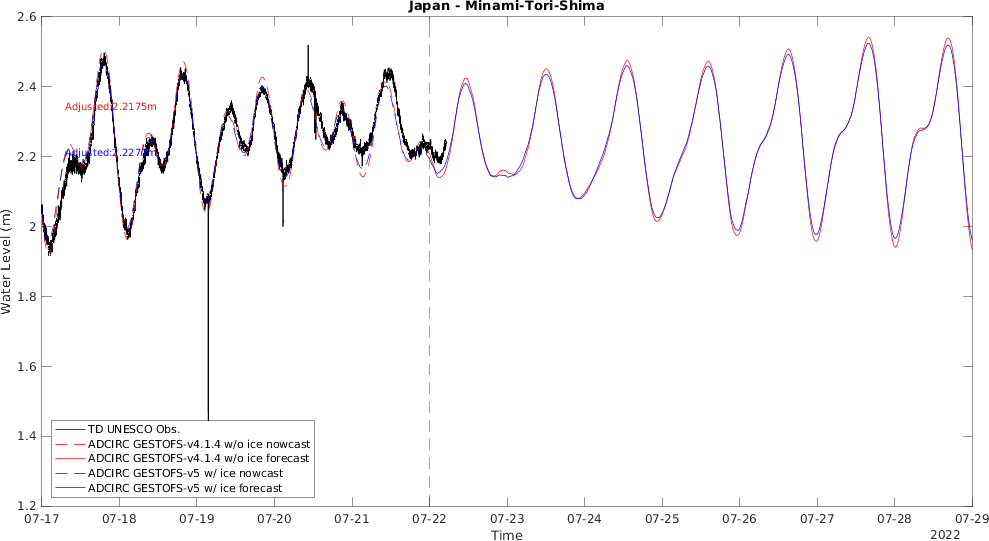 Japan - Minami-Tori-Shima
2.6
2.4
2.2
2
1.8
1.6
1.4
1.2
Water Level (m)
Adjusted:2.2175m
Adjusted:2.2277m
TD UNESCO Obs.
ADCIRC GESTOFS-v4.1.4 w/o ice nowcast
ADCIRC GESTOFS-v4.1.4 w/o ice forecast
ADCIRC GESTOFS-v5 w/ ice nowcast
ADCIRC GESTOFS-v5 w/ ice forecast
07-17 07-18 07-19 07-20 07-21 07-22 07-23 07-24 07-25 07-26 07-27 07-28 07-29
Time
2022